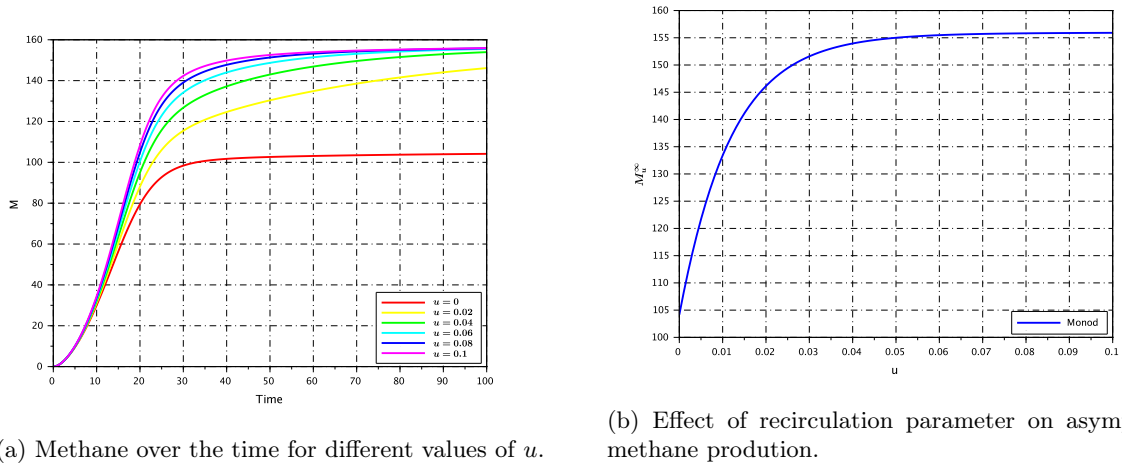 160
140
120
100
80
60
40
20
0
M
0 10 20 30 40 50 60 70 80 90 100
Time
u = 0
u = 0.02
u = 0.04
u = 0.06
u = 0.08
u = 0.1
(a) Methane over the time for different values of u.
160
155
150
145
140
135
130
125
120
115
110
105
100
M_u^∞
0 0.01 0.02 0.03 0.04 0.05 0.06 0.07 0.08 0.09 0.1
u
Monod
(b) Effect of recirculation parameter on asym
methane prodution.